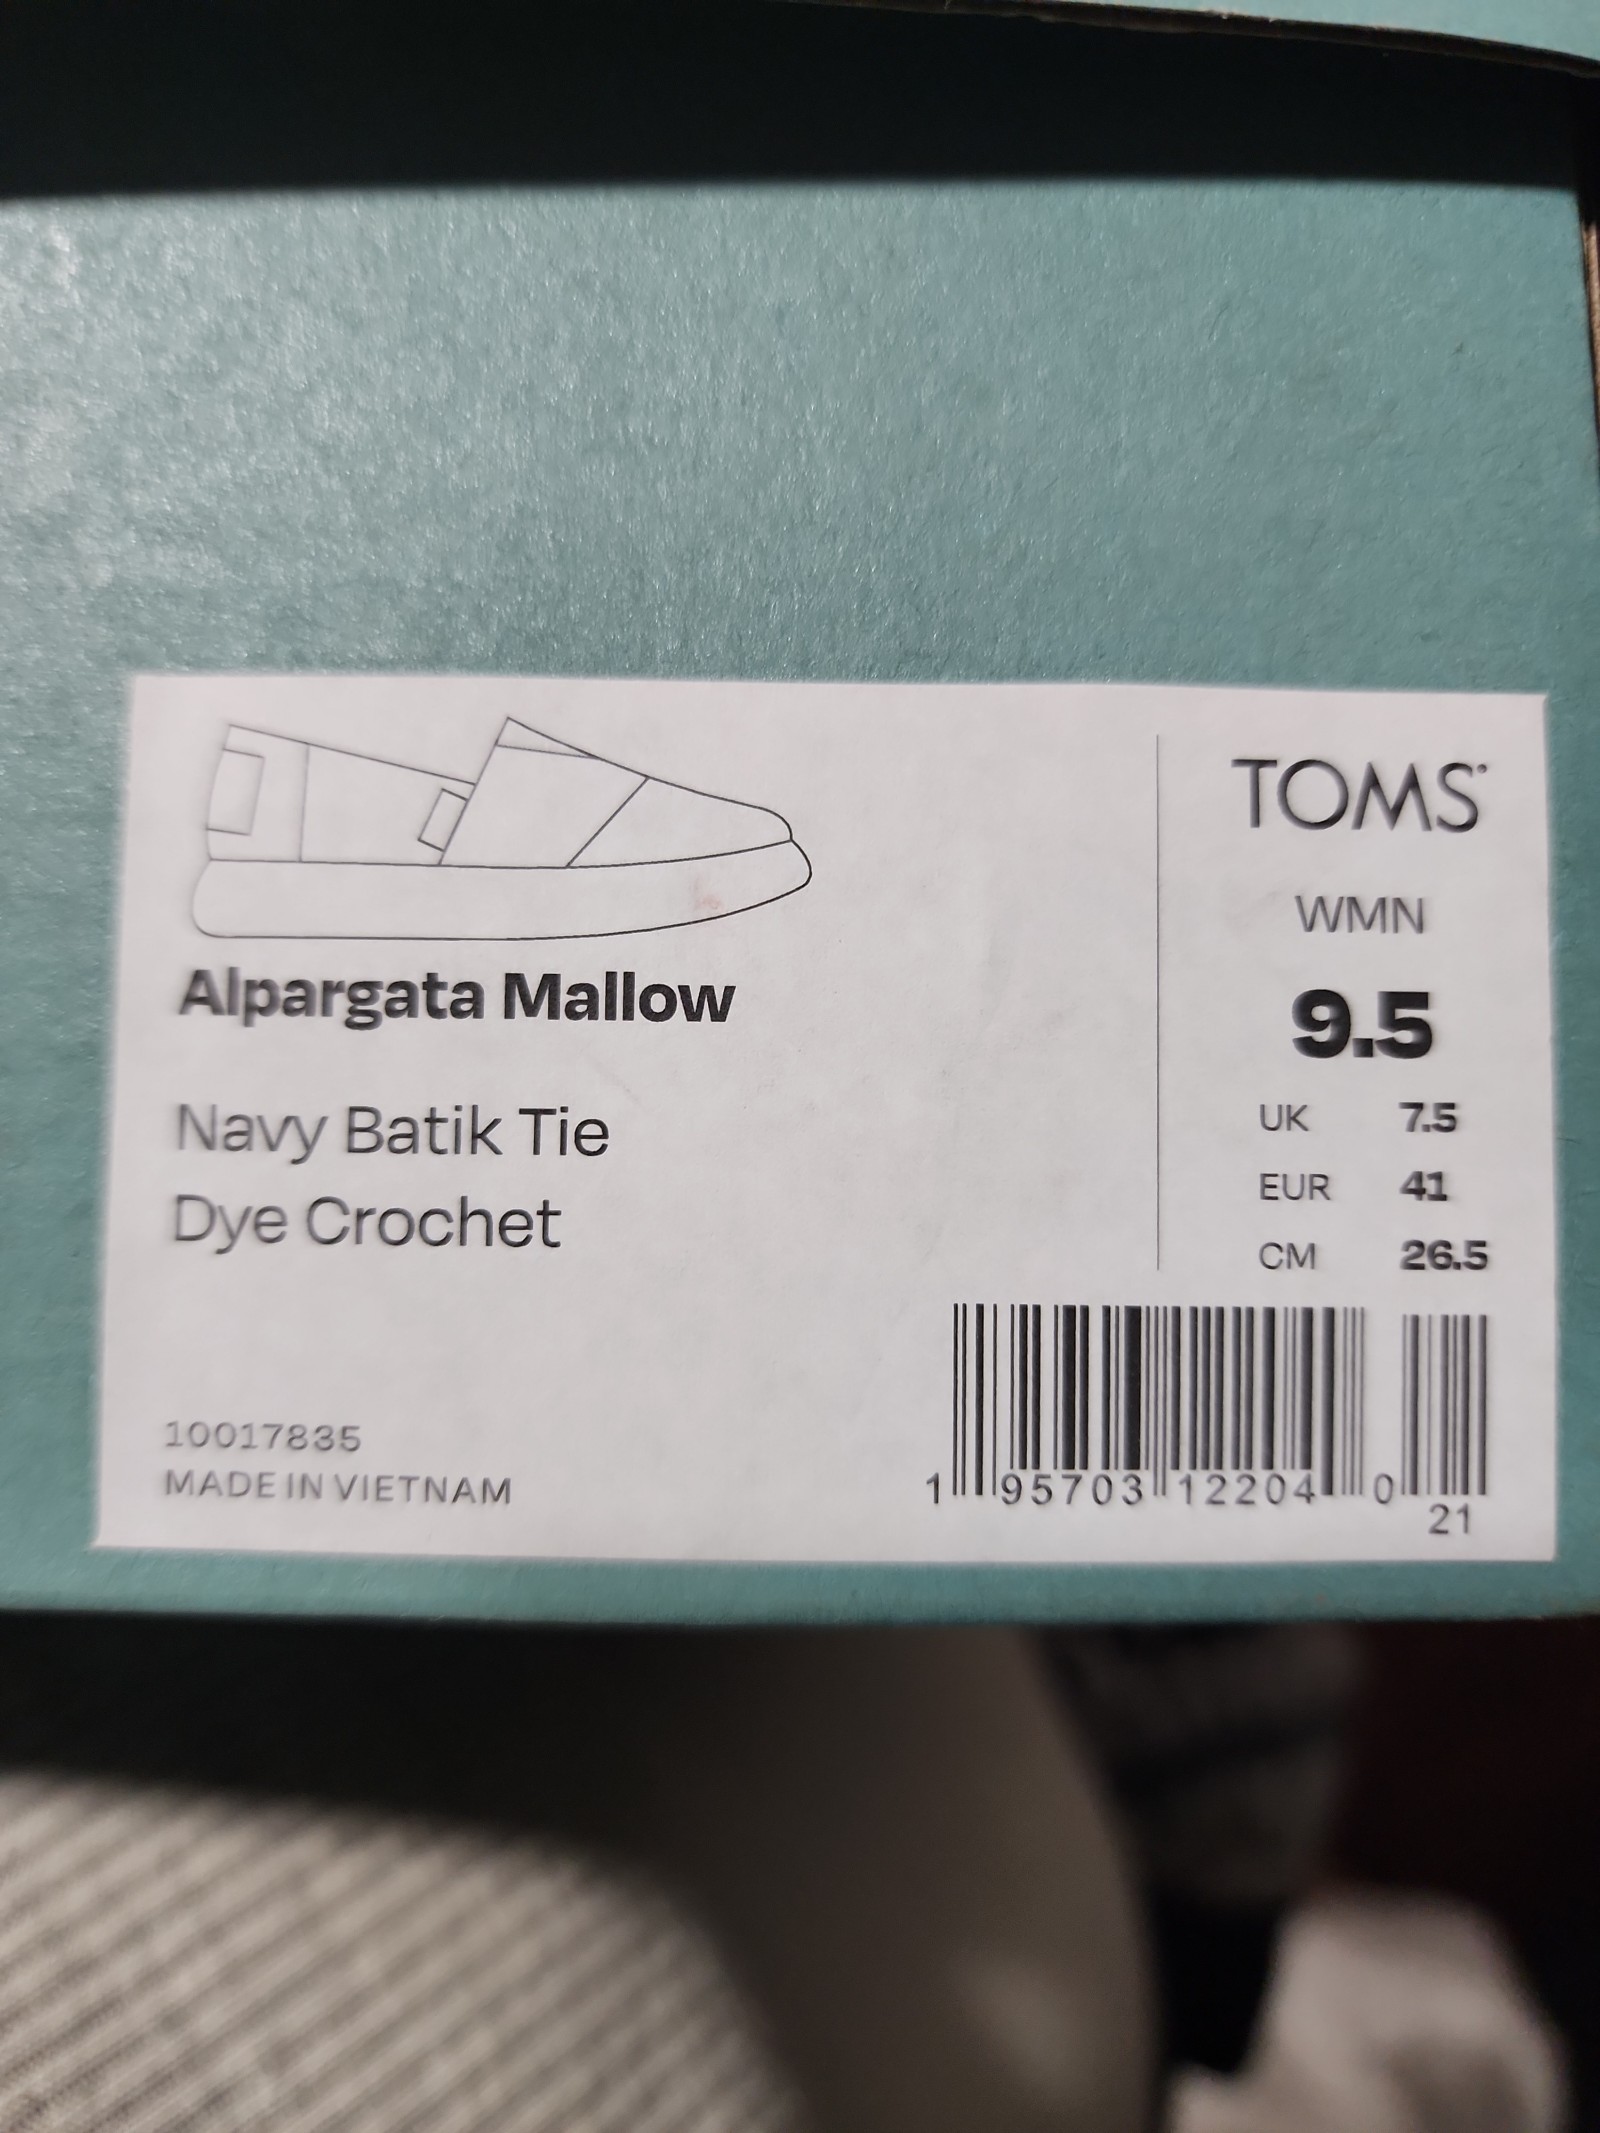 Alpargata Mallow
Navy Batik Tie
Dye Crochet
10017835
MADE IN VIETNAM
TOMS
WMN
9.5
UK 7.5
EUR 41
CM 26.5
1 95703 12204 0
21